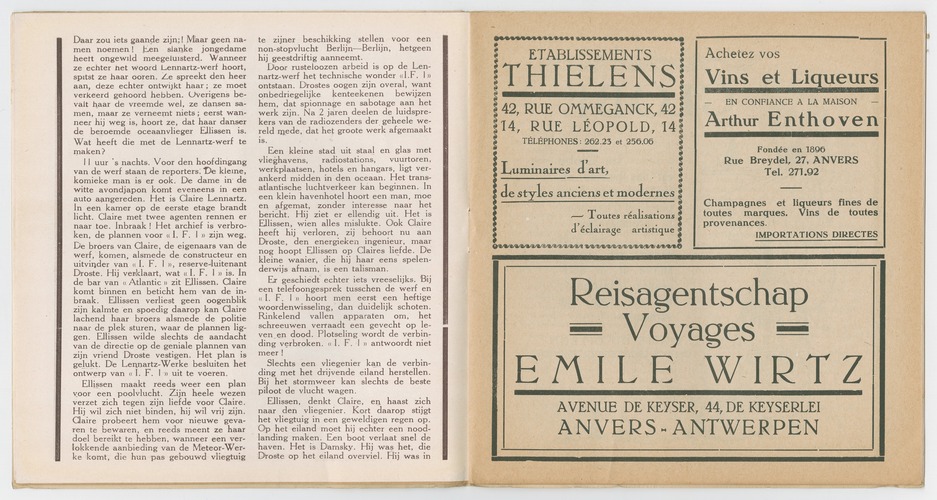 Daar zou iets gaande zijn;! Maar geen na-
men noemen! Een slanke jongedame
heeft ongewild meegeluisterd. Wanneer
ze echter het woord Lennartz-werf hoort,
spitst ze haar ooren. Ze spreekt den heer
aan, deze echter ontwijkt haar; ze moet
verkeerd gehoord hebben. Overigens be-
valt haar de vreemde wel, ze dansen sa-
men, maar ze verneemt niets; eerst wan-
neer hij weg is, hoort ze, dat haar danser
de beroemde oceaanvlieger Ellissen is.
Wat heeft die met de Lennartz-werf te
maken?
11 uur 's nachts. Voor den hoofdingang
van de werf staan de reporters. De kleine,
komieke man is er ook. De dame in de
witte avondjapon komt eveneens in een
auto aangereden. Het is Claire Lennartz.
In een kamer op de eerste etage brandt
licht. Claire met twee agenten rennen er
naar toe. Inbraak! Het archief is verbro-
ken, de plannen voor « I. F. I » zijn weg.
De broers van Claire, de eigenaars van de
werf, komen, alsmede de constructeur en
uitvinder van « I. F. I », reserve-luitenant
Droste. Hij verklaart, wat « I. F. I » is. In
de bar van « Atlantic » zit Ellissen. Claire
komt binnen en beticht hem van de in-
braak. Ellissen verliest geen oogenblik
zijn kalmte en spoedig daarop kan Claire
lachend haar broers alsmede de politie
naar de plek sturen, waar de plannen lig-
gen. Ellissen wilde slechts de aandacht
van de directie op de geniale plannen van
zijn vriend Droste vestigen. Het plan is
gelukt. De Lennartz-Werke besluiten het
ontwerp van « I. F. I » uit te voeren.
Ellissen maakt reeds weer een plan
voor een poolvlucht. Zijn heele wezen
verzet zich tegen zijn liefde voor Claire.
Hij wil zich niet binden, hij wil vrij zijn.
Claire probeert hem voor nieuwe geva-
ren te bewaren, en reeds meent ze haar
doel bereikt te hebben, wanneer een ver-
lokkende aanbieding van de Meteor-Wer-
ke komt, die hun pas gebouwd vliegtuig
te zijner beschikking stellen voor een
non-stopvlucht Berlijn—Berlijn, hetgeen
hij geestdriftig aanneemt.
Door rusteloozen arbeid is op de Len-
nartz-werf het technische wonder «I.F. I»
ontstaan. Drostes oogen zijn overal, want
onbedriegelijke kenteekenen bewijzen
hem, dat spionnage en sabotage aan het
werk zijn. Na 2 jaren deelen de luidspre-
kers van de radiozenders der geheele we-
reld mede, dat het groote werk afgemaakt
is.
Een kleine stad uit staal en glas met
vlieghavens, radiostations, vuurtoren,
werkplaatsen, hotels en hangars, ligt ver-
ankerd midden in den oceaan. Het trans-
atlantische luchtverkeer kan beginnen. In
een klein havenhotel hoort een man, moe
en afgemat, zonder interesse naar het
bericht. Hij ziet er ellendig uit. Het is
Ellissen, wien alles mislukte. Ook Claire
heeft hij verloren, zij behoort nu aan
Droste, den energieken ingenieur, maar
nog hoopt Ellissen op Claires liefde. De
kleine waaier, die hij haar eens spelen-
derwijs afnam, is een talisman.
Er geschiedt echter iets vreeselijks. Bij
een telefoongesprek tusschen de werf en
«I. F. I» hoort men eerst een heftige
woordenwisseling, dan duidelijk schoten.
Rinkelend vallen apparaten om, het
schreeuwen verraadt een gevecht op le-
ven en dood. Plotseling wordt de verbin-
ding verbroken. «I. F. I» antwoordt niet
meer!
Slechts een vliegenier kan de verbin-
ding met het drijvende eiland herstellen.
Bij het stormweer kan slechts de beste
piloot de vlucht wagen.
Ellissen, denkt Claire, en haast zich
naar den vliegenier. Kort daarop stijgt
het vliegtuig in een geweldigen regen op.
Op het eiland moet hij echter een nood-
landing maken. Een boot verlaat snel de
haven. Het is Damsky. Hij was het, die
Droste op het eiland overviel. Hij was in
ETABLISSEMENTS
THIELENS
42, RUE OMMEGANCK, 42
14, RUE LÉOPOLD, 14
TÉLÉPHONES: 262.23 et 256.06
Luminaires d'art,
de styles anciens et modernes
— Toutes réalisations
d'éclairage artistique
Achetez vos
Vins et Liqueurs
— EN CONFIANCE A LA MAISON —
Arthur Enthoven
Fondée en 1896
Rue Breydel, 27, ANVERS
Tel. 271,92
Champagnes et liqueurs fines de
toutes marques. Vins de toutes
provenances.
IMPORTATIONS DIRECTES
Reisagentschap
Voyages
EMILE WIRTZ
AVENUE DE KEYSER, 44, DE KEYSERLEI
ANVERS - ANTWERPEN